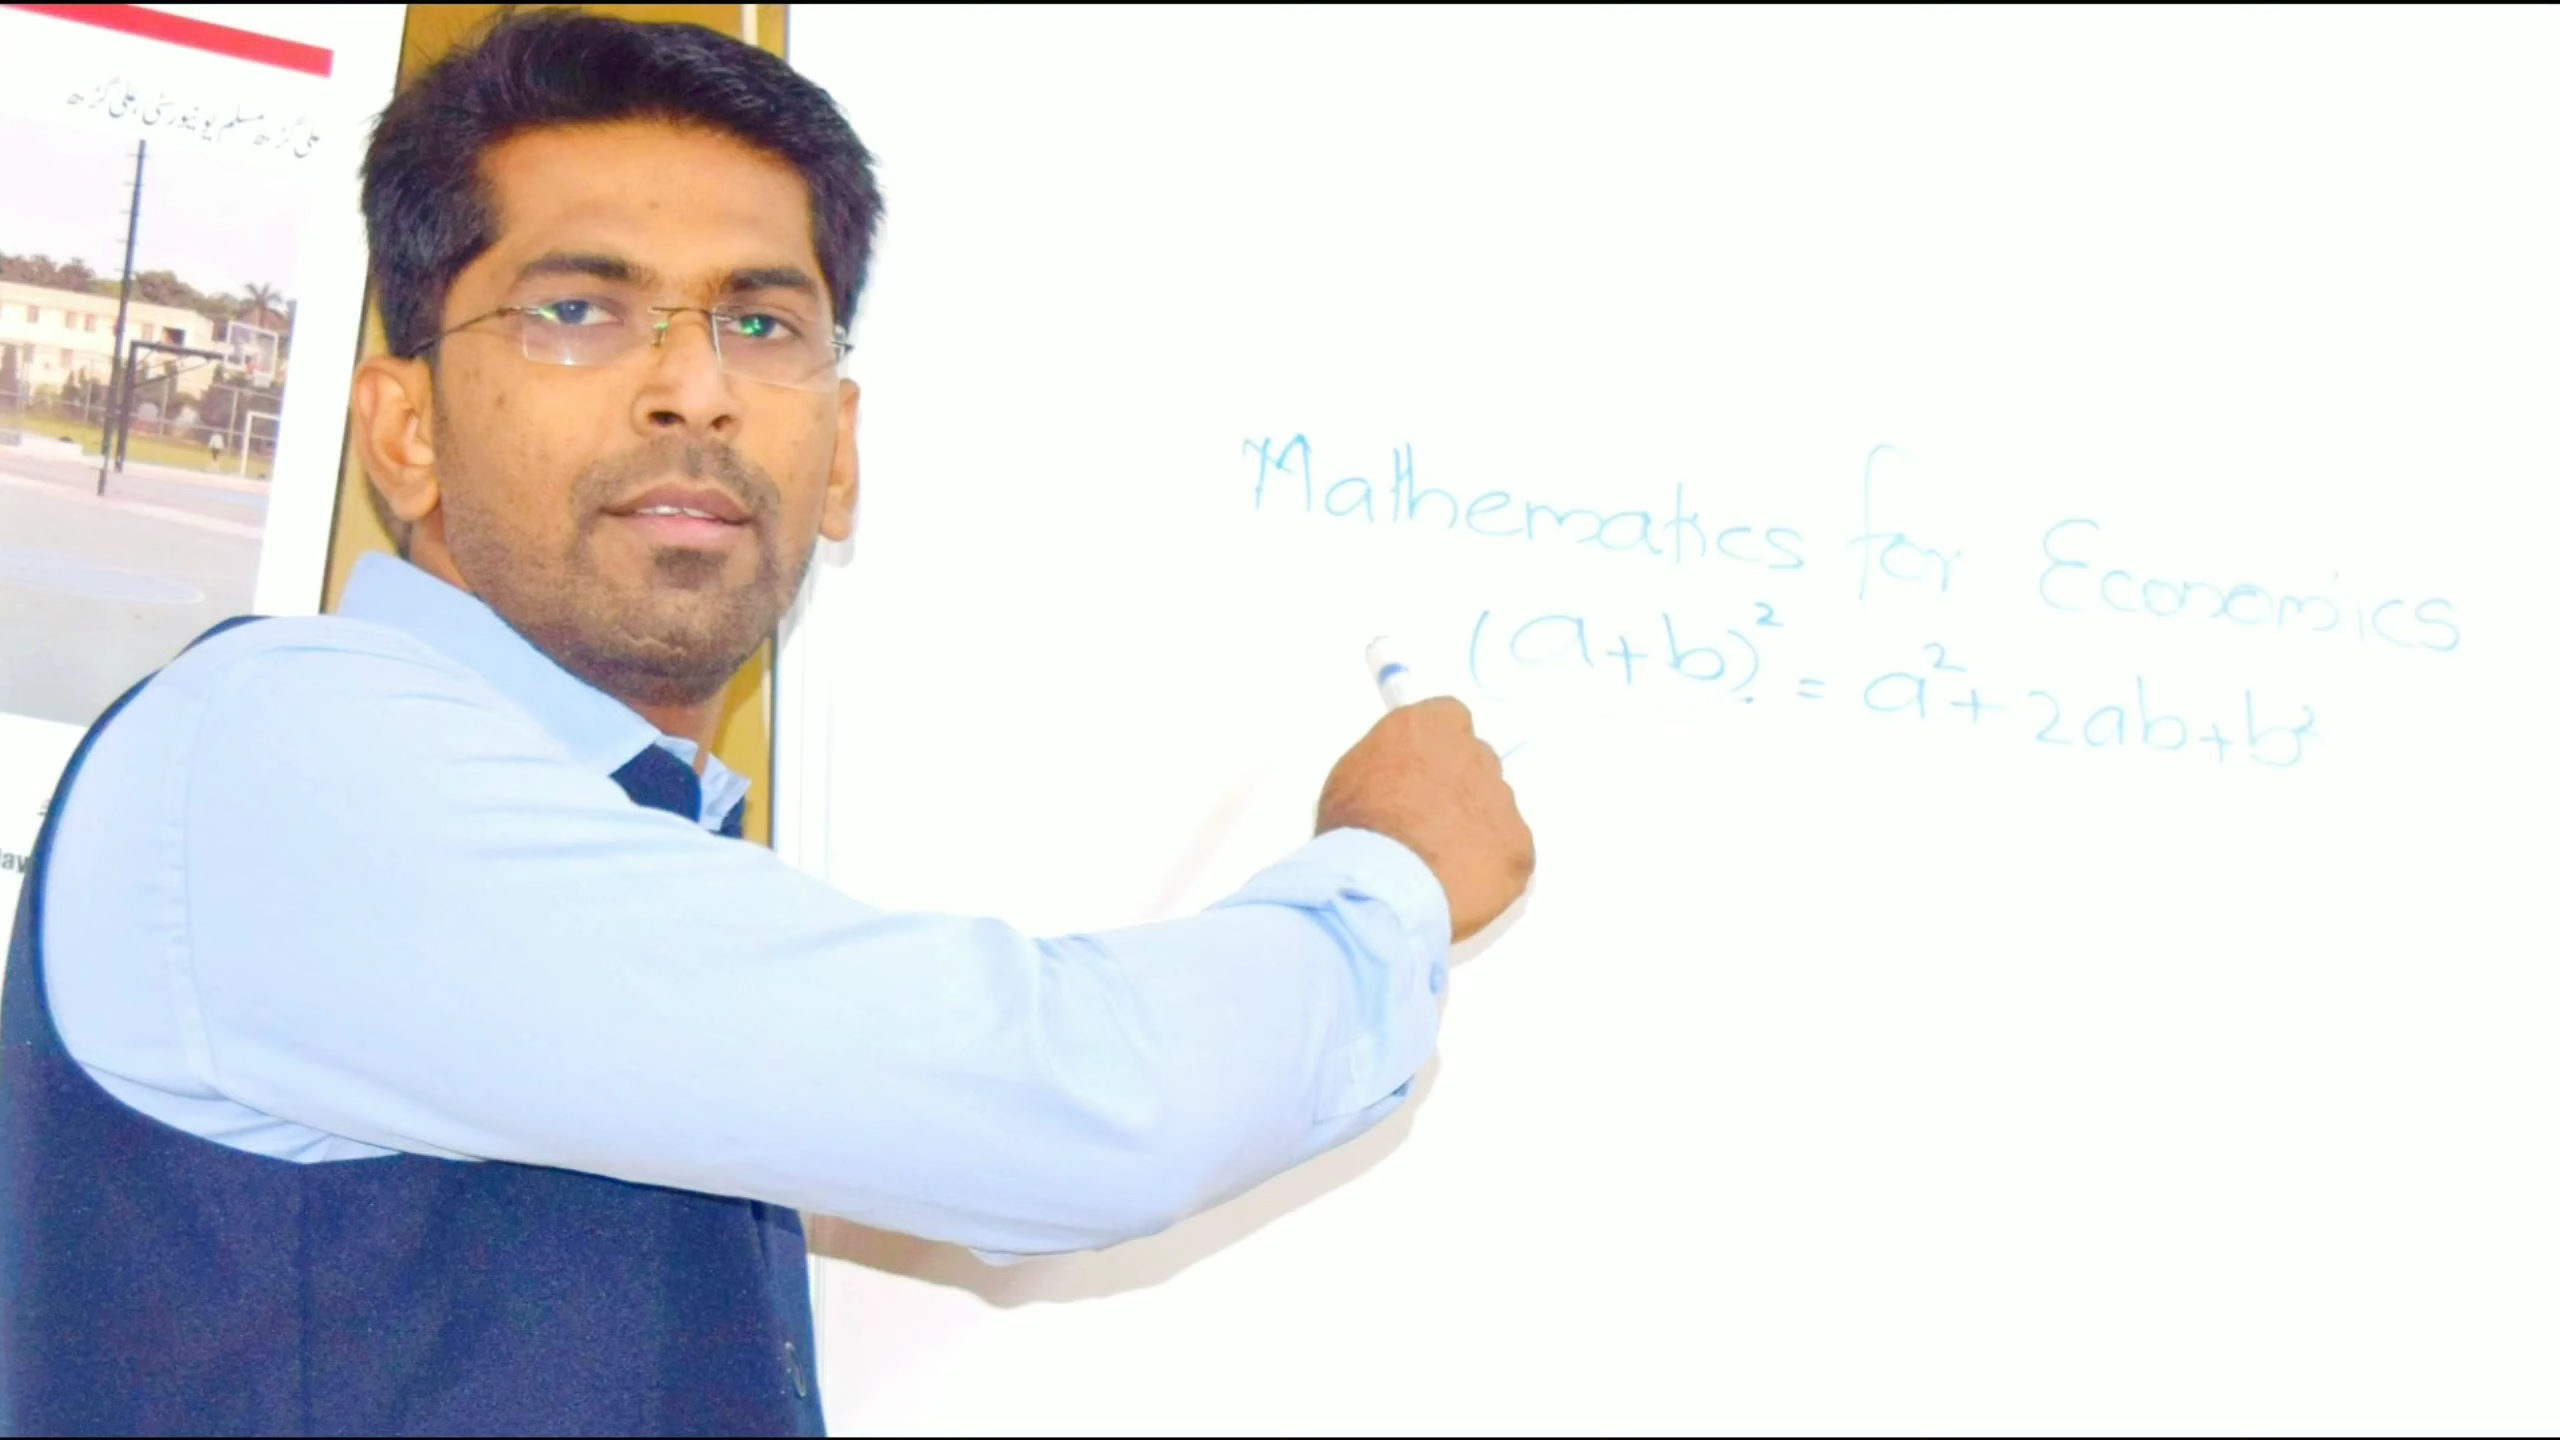 علی گڑھ مسلم یونیورسٹی، علی گڑھ
Mathematics for Economics
(a+b)² = a²+2ab+b²